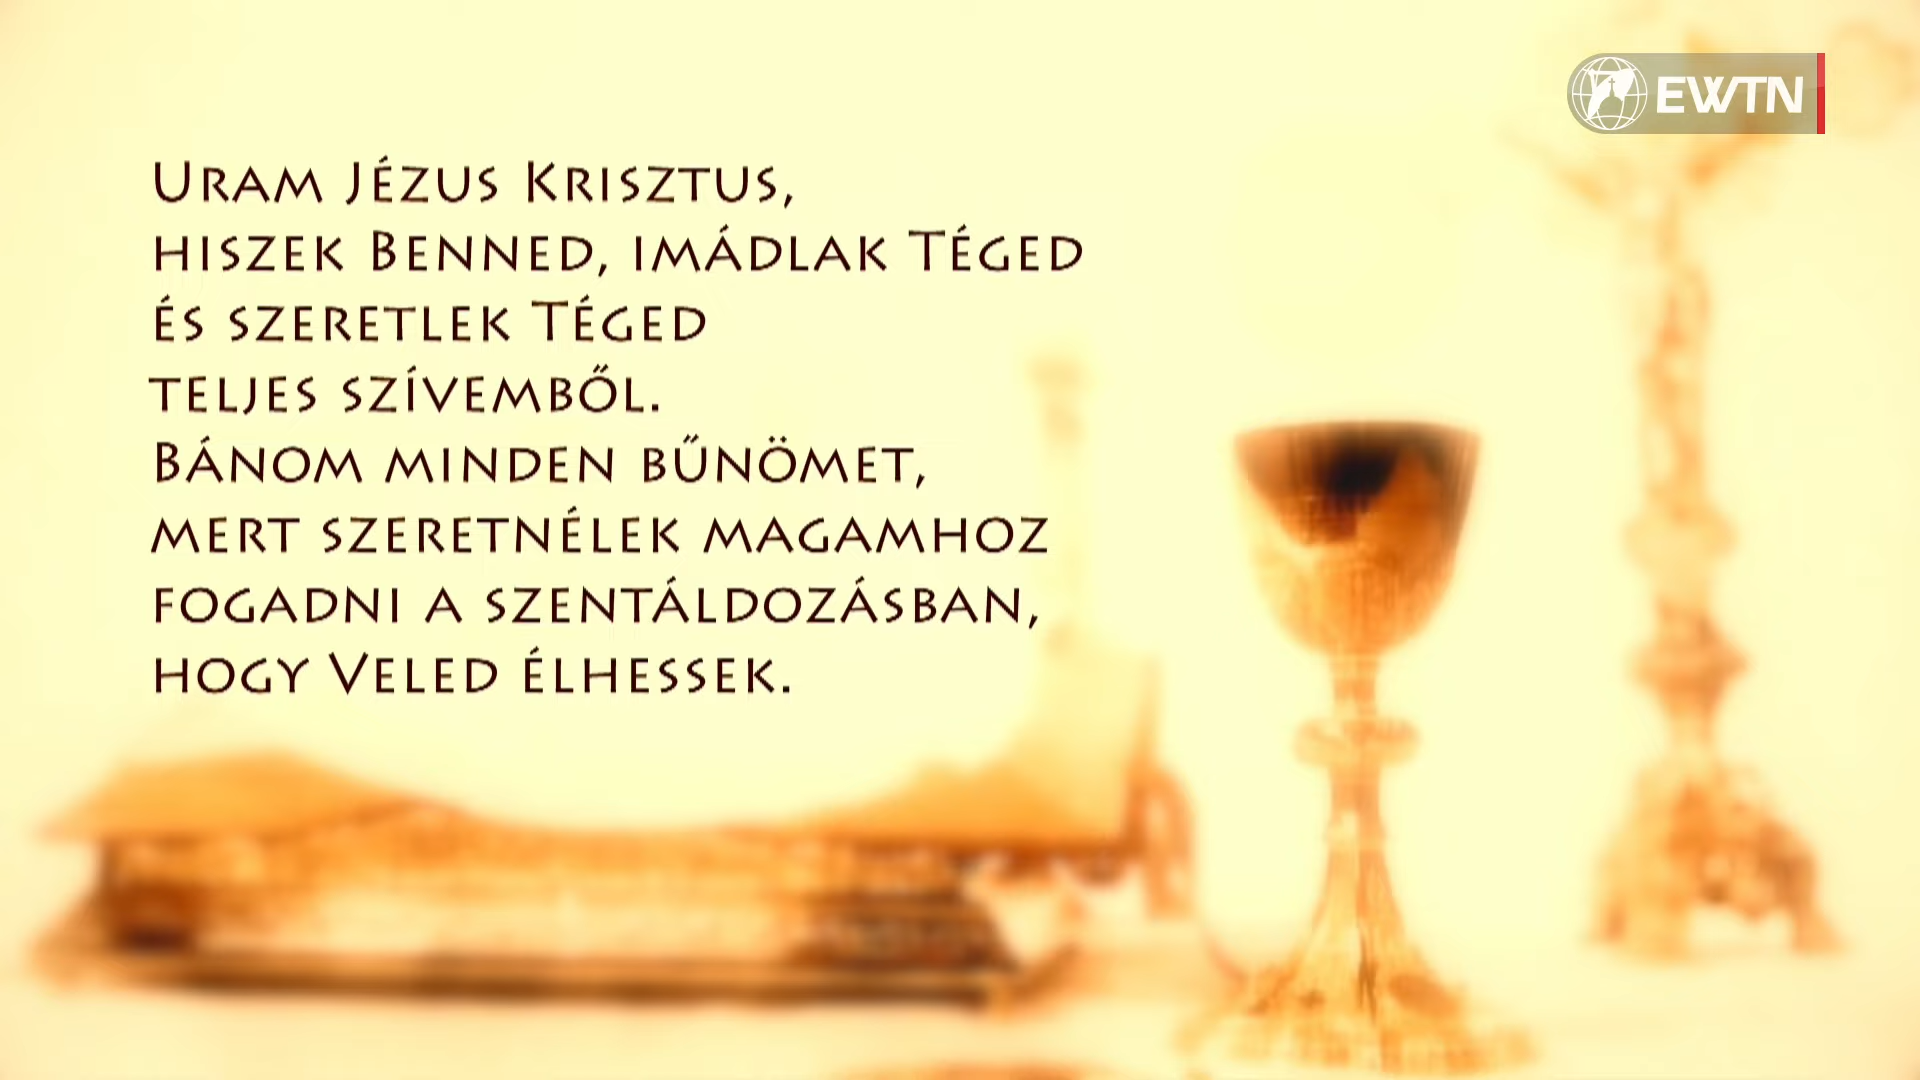 EWTN
Uram Jézus Krisztus,
hiszek Benned, imádlak Téged
és szeretlek Téged
teljes szívemből.
Bánom minden bűnömet,
mert szeretnélek magamhoz
fogadni a szentáldozásban,
hogy Veled élhessek.